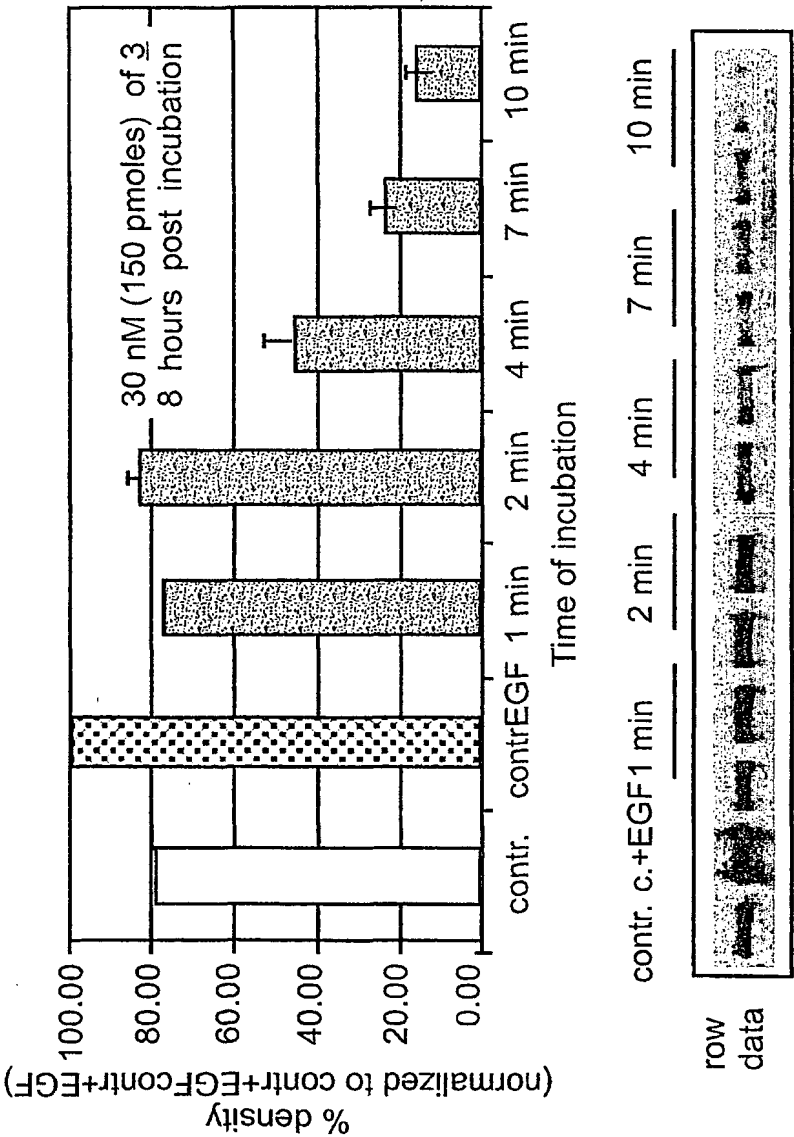 % density
(normalized to contr+EGFcontr+EGF)
100.00
80.00
60.00
40.00
20.00
0.00
30 nM (150 pmoles) of 3
8 hours post incubation
contr. contrEGF 1 min 2 min 4 min 7 min 10 min
Time of incubation
contr. c.+EGF 1 min 2 min 4 min 7 min 10 min
row
data